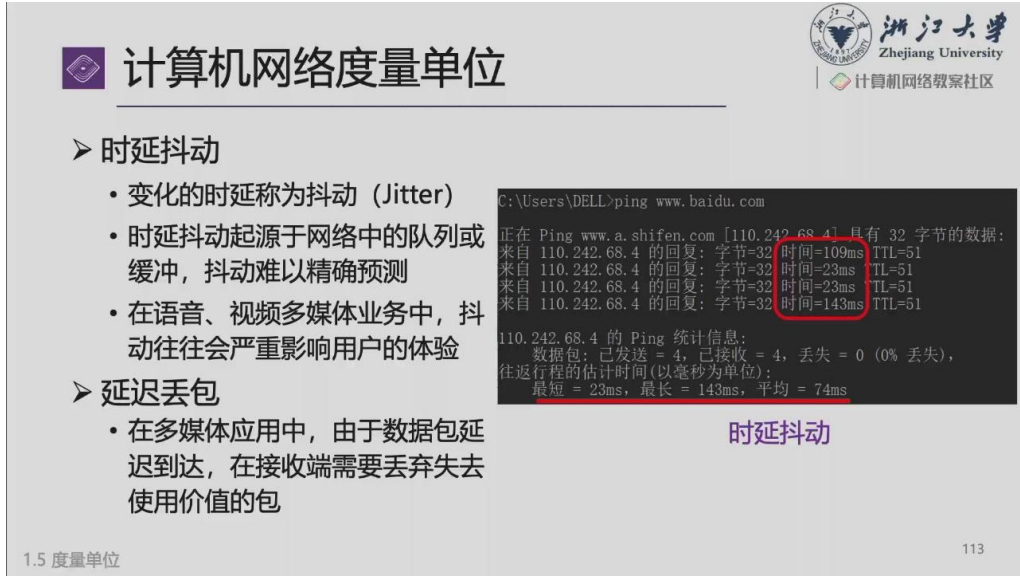 浙江大学
Zhejiang University
计算机网络教案社区
计算机网络度量单位
➢ 时延抖动
• 变化的时延称为抖动（Jitter）
• 时延抖动起源于网络中的队列或
缓冲，抖动难以精确预测
• 在语音、视频多媒体业务中，抖
动往往会严重影响用户的体验
➢ 延迟丢包
• 在多媒体应用中，由于数据包延
迟到达，在接收端需要丢弃失去
使用价值的包
C:\Users\DELL>ping www.baidu.com
正在 Ping www.a.shifen.com [110.242.68.4] 具有 32 字节的数据:
来自 110.242.68.4 的回复: 字节=32 时间=109ms TTL=51
来自 110.242.68.4 的回复: 字节=32 时间=23ms TTL=51
来自 110.242.68.4 的回复: 字节=32 时间=23ms TTL=51
来自 110.242.68.4 的回复: 字节=32 时间=143ms TTL=51
110.242.68.4 的 Ping 统计信息:
数据包: 已发送 = 4，已接收 = 4，丢失 = 0 (0% 丢失)，
往返行程的估计时间(以毫秒为单位):
最短 = 23ms，最长 = 143ms，平均 = 74ms
时延抖动
1.5 度量单位
113